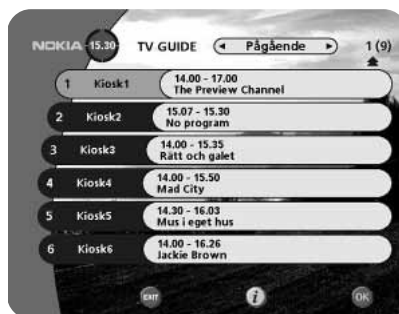 NOKIA 15.30 TV GUIDE Pågående 1 (9)
1 Kiosk1 14.00 - 17.00
The Preview Channel
2 Kiosk2 15.07 - 15.30
No program
3 Kiosk3 14.00 - 15.35
Rätt och galet
4 Kiosk4 14.00 - 15.50
Mad City
5 Kiosk5 14.30 - 16.03
Mus i eget hus
6 Kiosk6 14.00 - 16.26
Jackie Brown
EXIT i OK